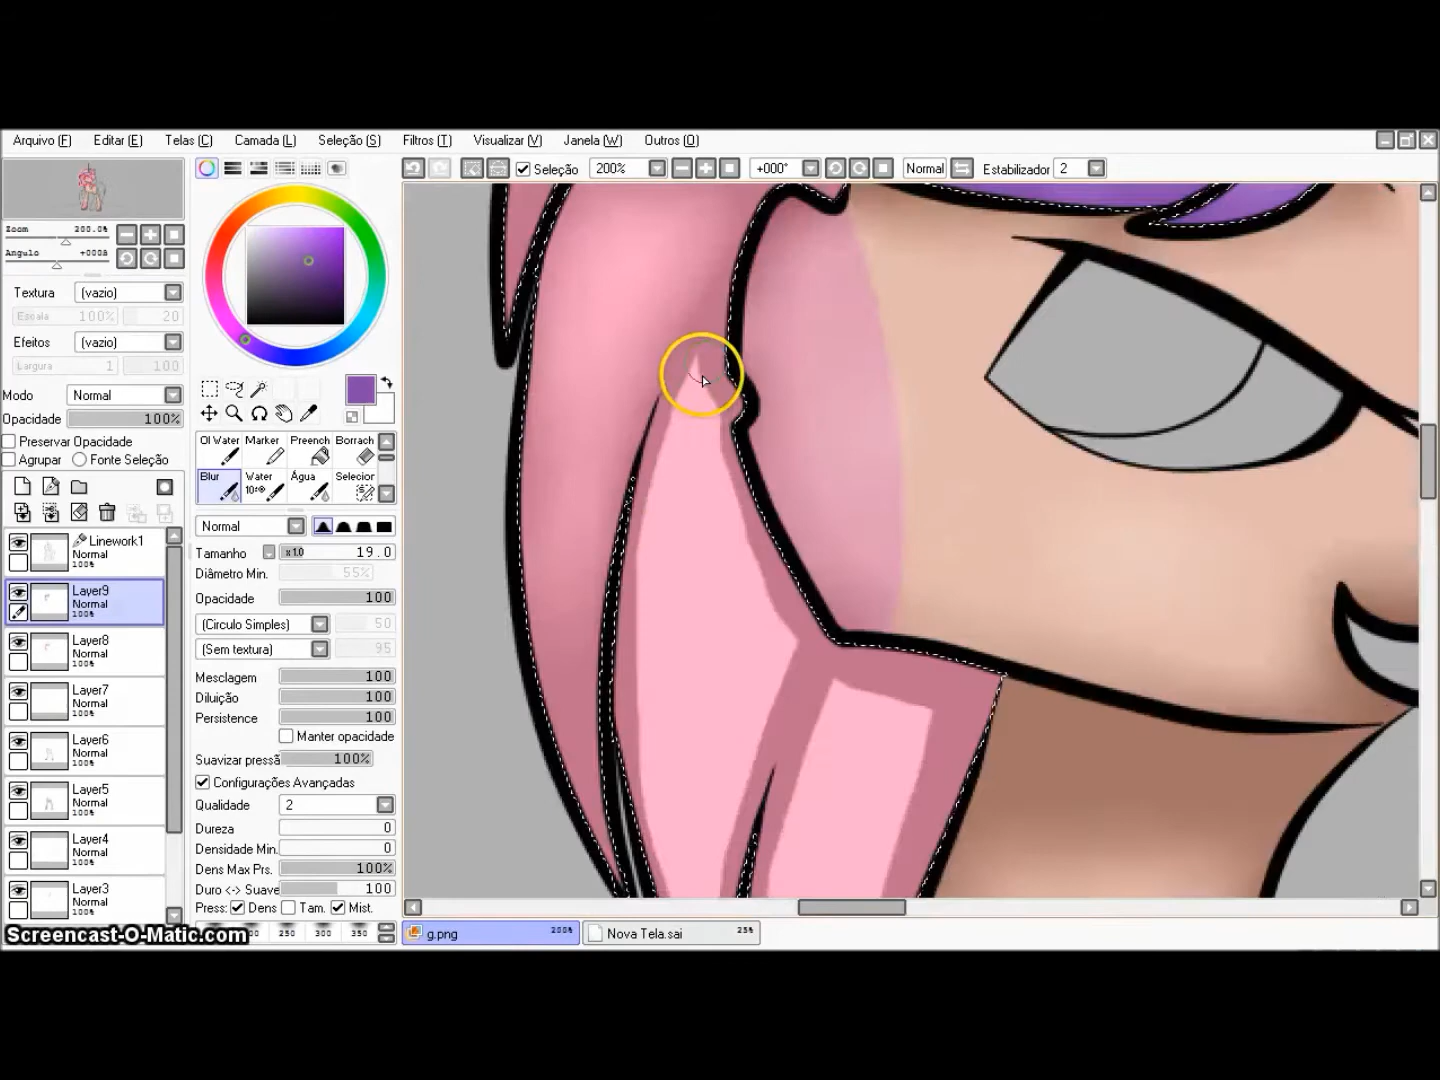 Arquivo (F) Editar (E) Telas (C) Camada (L) Seleção (S) Filtros (T) Visualizar (V) Janela (W) Outros (O)
Seleção 200% +000° Normal Estabilizador 2
Zoom 200.0%
Angulo +000°
Textura (vazio)
Escala 100% 20
Efeitos (vazio)
Largura 1 100
Modo Normal
Opacidade 100%
Preservar Opacidade
Agrupar Fonte Seleção
Linework1
Normal
100%
Layer9
Normal
100%
Layer8
Normal
100%
Layer7
Normal
100%
Layer6
Normal
100%
Layer5
Normal
100%
Layer4
Normal
100%
Layer3
Normal
100%
Ol Water Marker Preench Borrach
Blur Water Água Selecior
Normal
Tamanho x1.0 19.0
Diâmetro Min. 55%
Opacidade 100
(Circulo Simples) 50
(Sem textura) 95
Mesclagem 100
Diluição 100
Persistence 100
Manter opacidade
Suavizar pressã 100%
Configurações Avançadas
Qualidade 2
Dureza 0
Densidade Min. 0
Dens Max Prs. 100%
Duro <-> Suave 100
Press: Dens Tam. Mist.
250 300 350
g.png 200% Nova Tela.sai 25%
Screencast-O-Matic.com